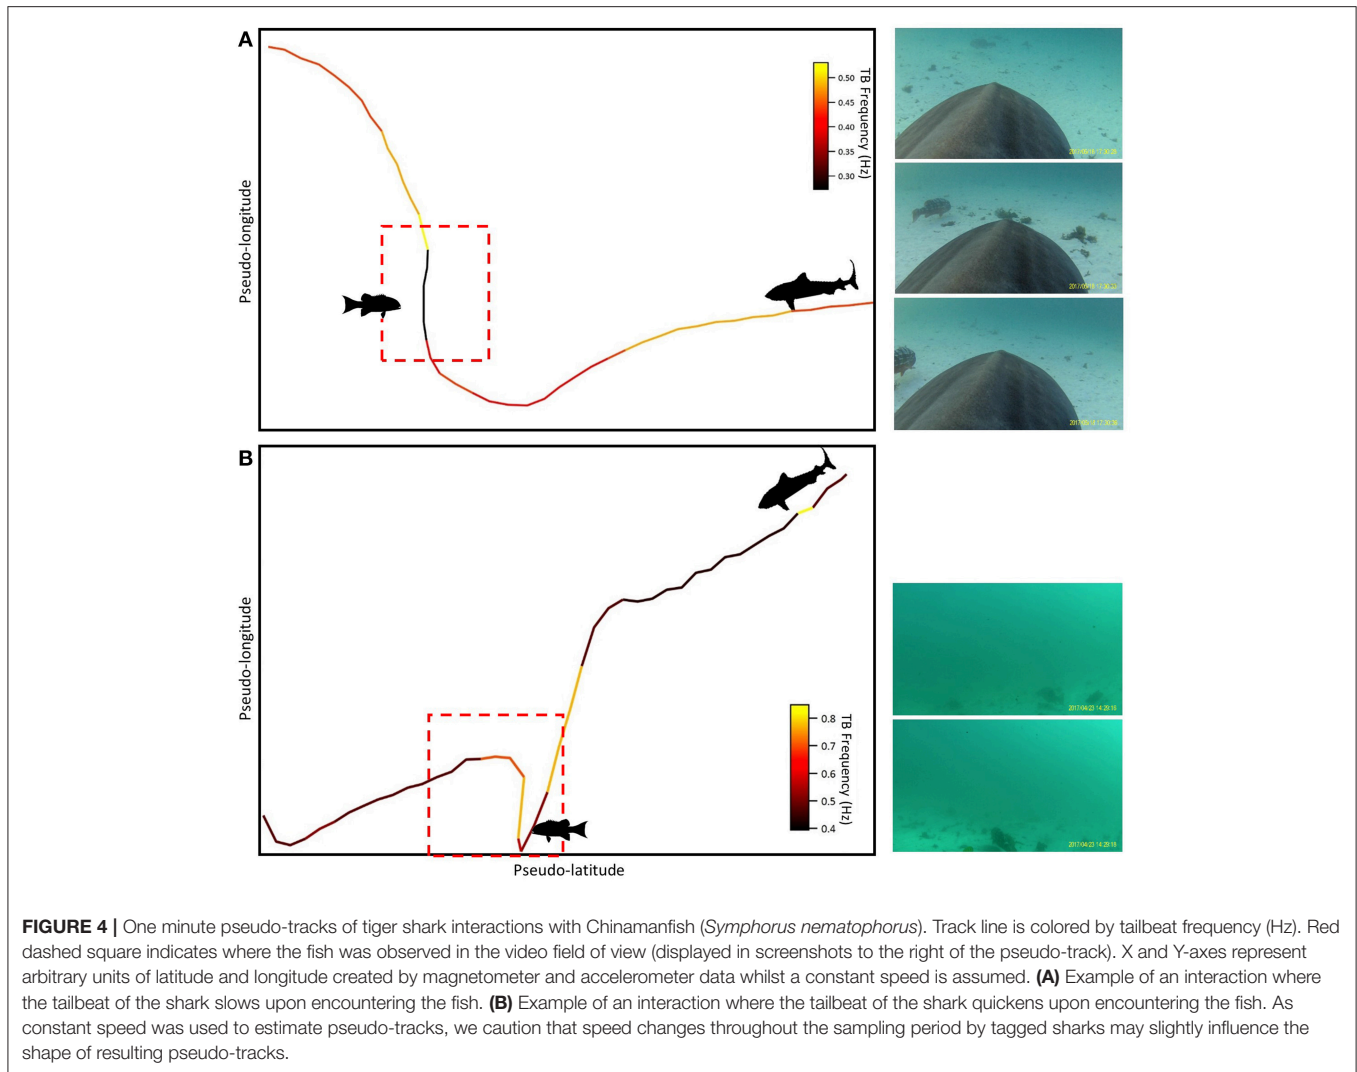 A
Pseudo-longitude
0.50
0.45
0.40
0.35
0.30
TB Frequency (Hz)
B
Pseudo-longitude
0.8
0.7
0.6
0.5
0.4
TB Frequency (Hz)
2017/04/23 14:29:18
Pseudo-latitude
FIGURE 4 | One minute pseudo-tracks of tiger shark interactions with Chinamanfish (Symphorus nematophorus). Track line is colored by tailbeat frequency (Hz). Red
dashed square indicates where the fish was observed in the video field of view (displayed in screenshots to the right of the pseudo-track). X and Y-axes represent
arbitrary units of latitude and longitude created by magnetometer and accelerometer data whilst a constant speed is assumed. (A) Example of an interaction where
the tailbeat of the shark slows upon encountering the fish. (B) Example of an interaction where the tailbeat of the shark quickens upon encountering the fish. As
constant speed was used to estimate pseudo-tracks, we caution that speed changes throughout the sampling period by tagged sharks may slightly influence the
shape of resulting pseudo-tracks.